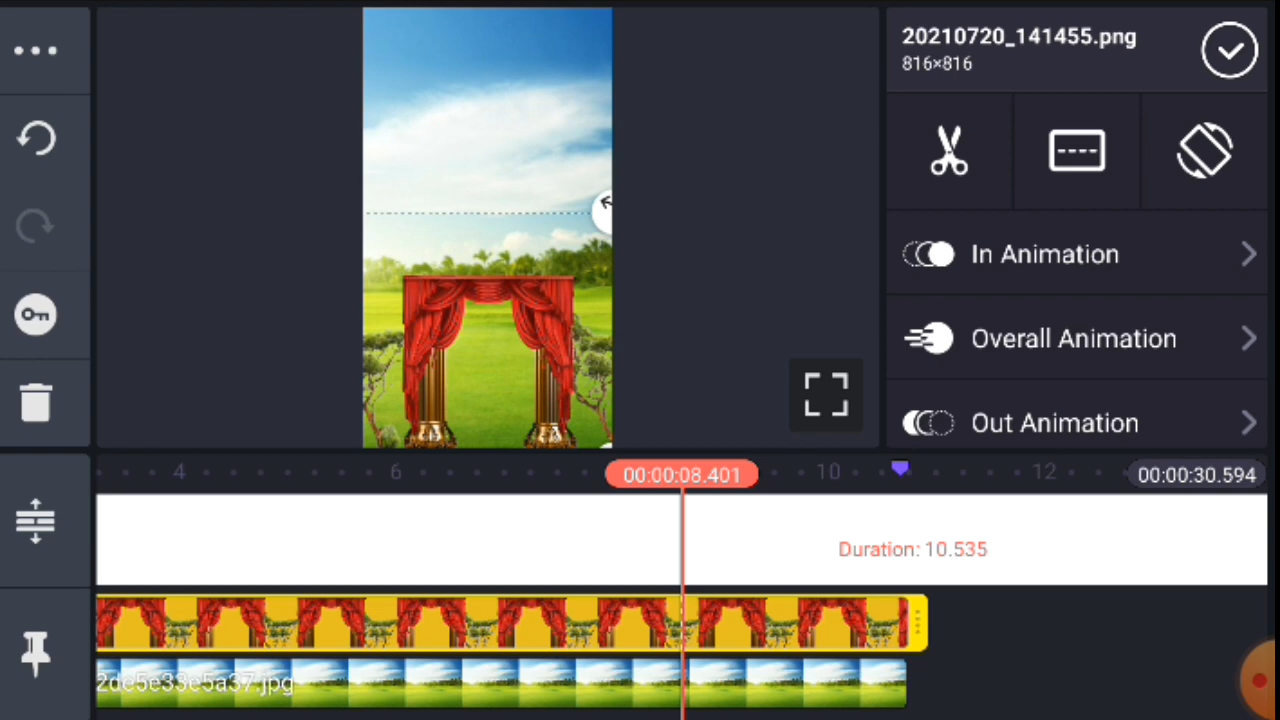 20210720_141455.png
816×816
In Animation
Overall Animation
Out Animation
4
6
00:00:08.401
10
12
00:00:30.594
Duration: 10.535
2de5e33e5a37.jpg